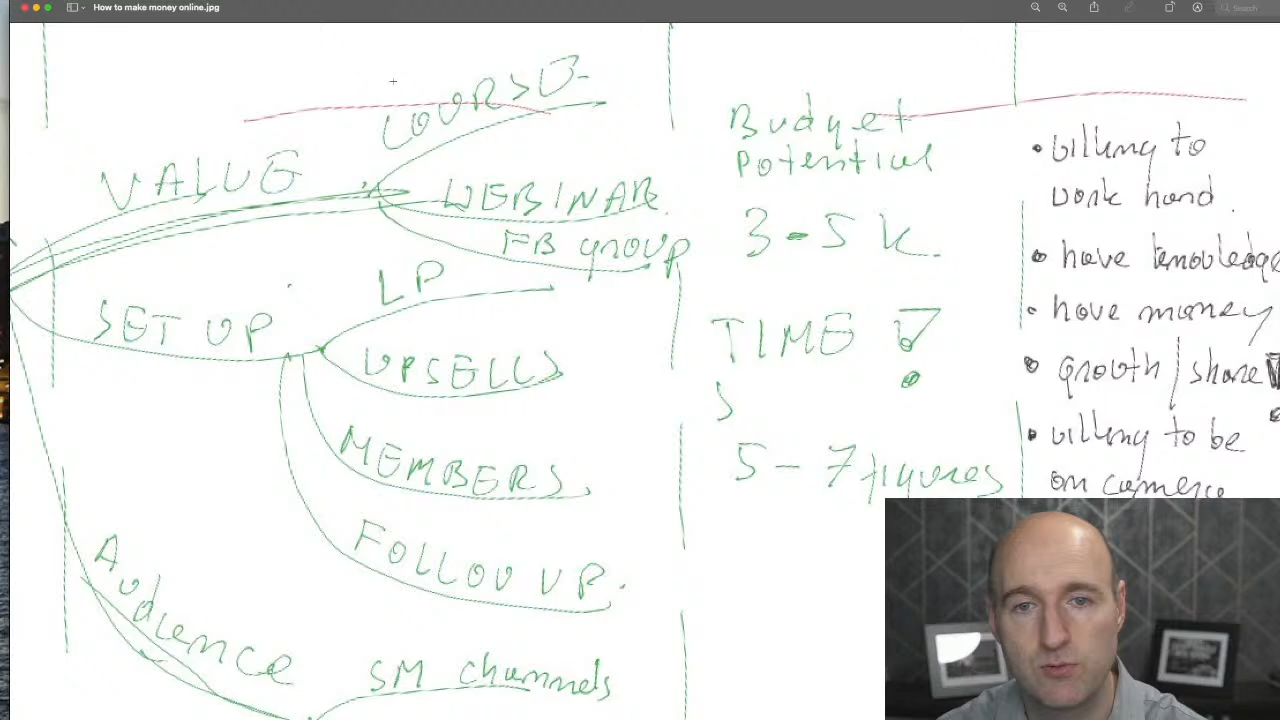 How to make money online.jpg
Search
COURSE
VALUE
WEBINAR.
FB group
LP
SET UP
UPSELLS
MEMBERS
FOLLOW UP.
Audience
SM channels
Budget
Potential
3-5 k.
TIME !
5 - 7 figures
• willing to
work hard.
• have knowledge
• have money
• growth / share
• willing to be
on camera